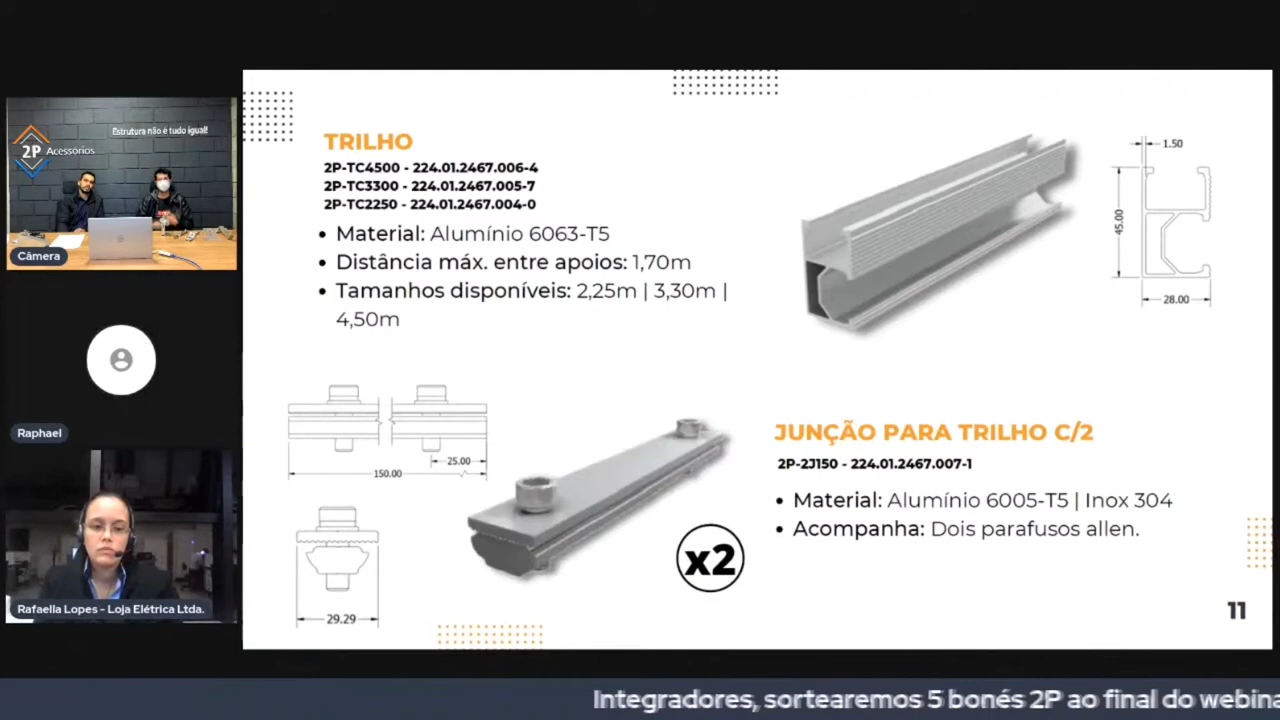 Estrutura não é tudo igual!
2P Acessórios
Câmera
Raphael
Rafaella Lopes - Loja Elétrica Ltda.
TRILHO
2P-TC4500 - 224.01.2467.006-4
2P-TC3300 - 224.01.2467.005-7
2P-TC2250 - 224.01.2467.004-0
• Material: Alumínio 6063-T5
• Distância máx. entre apoios: 1,70m
• Tamanhos disponíveis: 2,25m | 3,30m |
4,50m
1.50
45.00
28.00
25.00
150.00
29.29
x2
JUNÇÃO PARA TRILHO C/2
2P-2J150 - 224.01.2467.007-1
• Material: Alumínio 6005-T5 | Inox 304
• Acompanha: Dois parafusos allen.
11
Integradores, sortearemos 5 bonés 2P ao final do webina